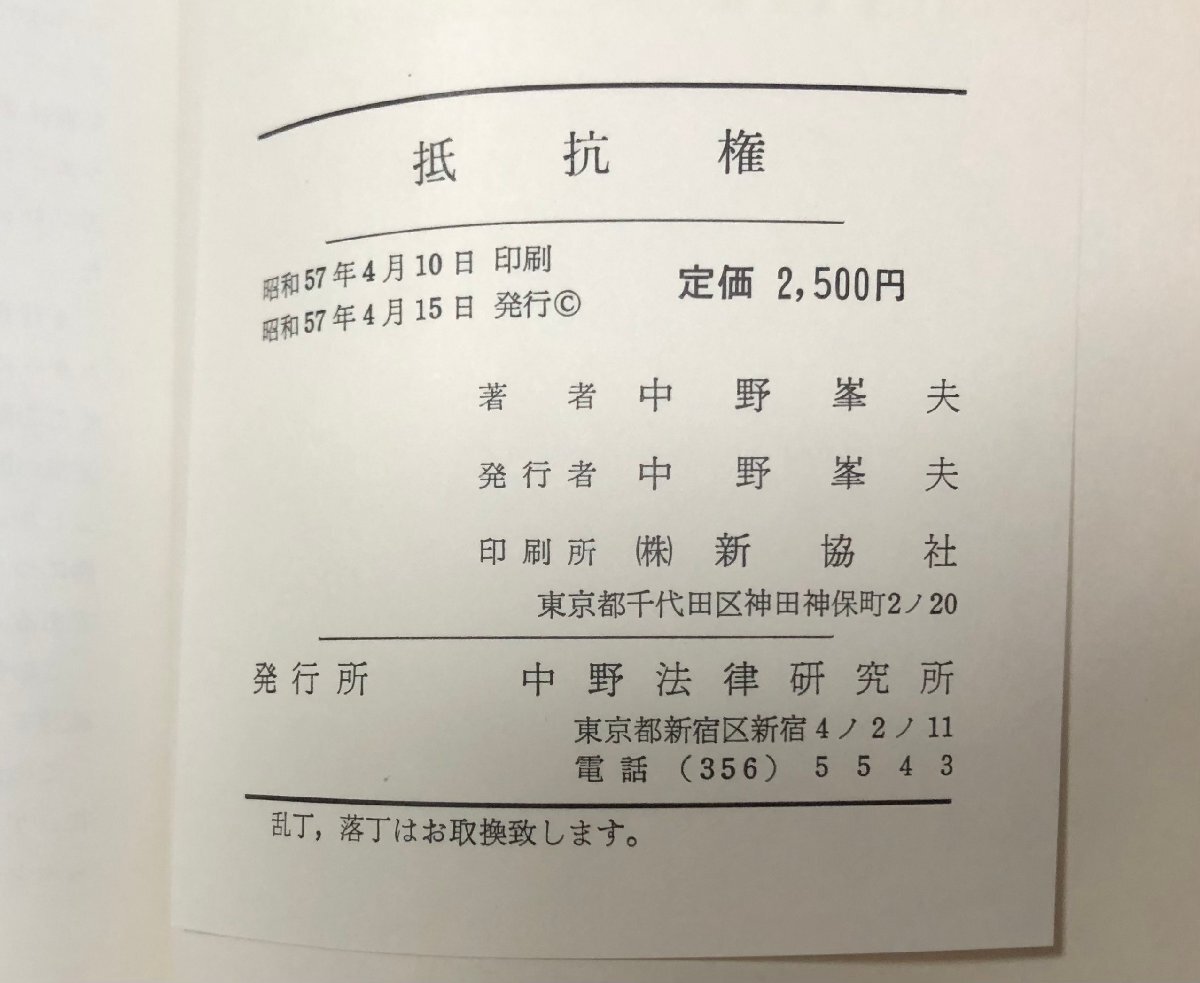 抵抗権
昭和57年4月10日 印刷
昭和57年4月15日 発行©
定価 2,500円
著者 中野峯夫
発行者 中野峯夫
印刷所 ㈱新協社
東京都千代田区神田神保町2ノ20
発行所 中野法律研究所
東京都新宿区新宿4ノ2ノ11
電話 (356) 5543
乱丁，落丁はお取換致します。